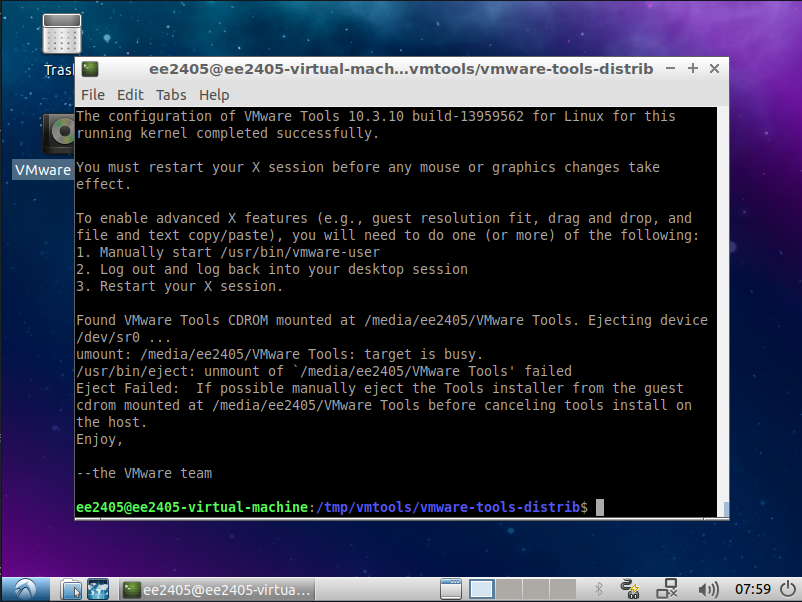 Trash
ee2405@ee2405-virtual-mach…vmtools/vmware-tools-distrib
File Edit Tabs Help
The configuration of VMware Tools 10.3.10 build-13959562 for Linux for this
running kernel completed successfully.
You must restart your X session before any mouse or graphics changes take
effect.
To enable advanced X features (e.g., guest resolution fit, drag and drop, and
file and text copy/paste), you will need to do one (or more) of the following:
1. Manually start /usr/bin/vmware-user
2. Log out and log back into your desktop session
3. Restart your X session.
Found VMware Tools CDROM mounted at /media/ee2405/VMware Tools. Ejecting device
/dev/sr0 ...
umount: /media/ee2405/VMware Tools: target is busy.
/usr/bin/eject: unmount of `/media/ee2405/VMware Tools' failed
Eject Failed:  If possible manually eject the Tools installer from the guest
cdrom mounted at /media/ee2405/VMware Tools before canceling tools install on
the host.
Enjoy,
--the VMware team
ee2405@ee2405-virtual-machine:/tmp/vmtools/vmware-tools-distrib$
VMware
ee2405@ee2405-virtua…
07:59